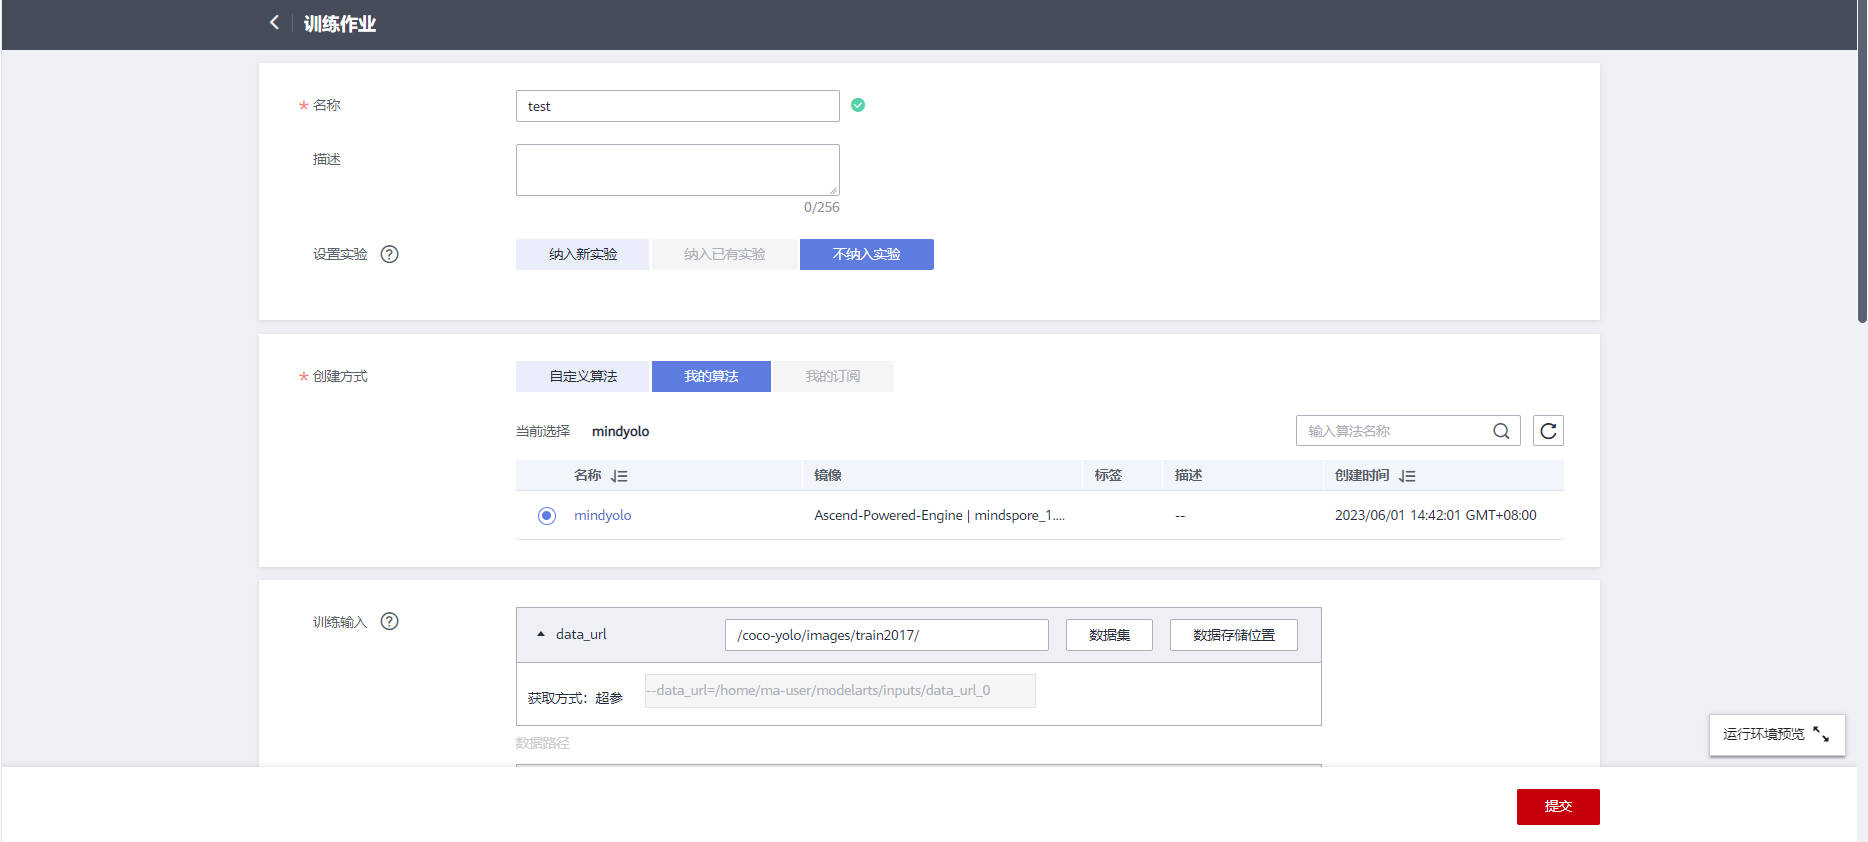 训练作业
* 名称
test
描述
0/256
设置实验 ?
纳入新实验 纳入已有实验 不纳入实验
* 创建方式
自定义算法 我的算法 我的订阅
当前选择 mindyolo
输入算法名称
名称 镜像 标签 描述 创建时间
mindyolo Ascend-Powered-Engine | mindspore_1.... -- 2023/06/01 14:42:01 GMT+08:00
训练输入 ?
data_url /coco-yolo/images/train2017/ 数据集 数据存储位置
获取方式：超参 --data_url=/home/ma-user/modelarts/inputs/data_url_0
数据路径
运行环境预览
提交